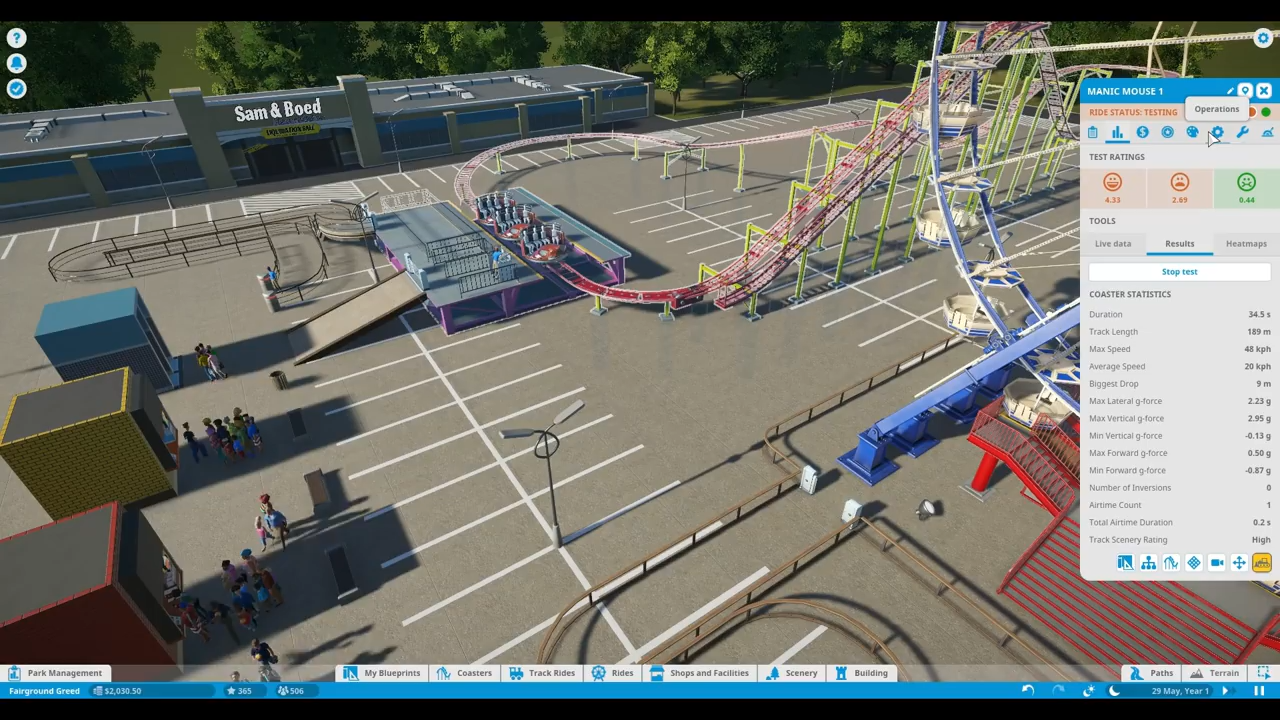 Sam & Boed
LIQUIDATION SALE
MANIC MOUSE 1
RIDE STATUS: TESTING
Operations
TEST RATINGS
4.33
2.69
0.44
TOOLS
Live data
Results
Heatmaps
Stop test
COASTER STATISTICS
Duration 34.5 s
Track Length 189 m
Max Speed 48 kph
Average Speed 20 kph
Biggest Drop 9 m
Max Lateral g-force 2.23 g
Max Vertical g-force 2.95 g
Min Vertical g-force -0.13 g
Max Forward g-force 0.50 g
Min Forward g-force -0.87 g
Number of Inversions 0
Airtime Count 1
Total Airtime Duration 0.2 s
Track Scenery Rating High
Park Management
My Blueprints
Coasters
Track Rides
Rides
Shops and Facilities
Scenery
Building
Paths
Terrain
Fairground Greed
$2,030.50
365
506
29 May, Year 1